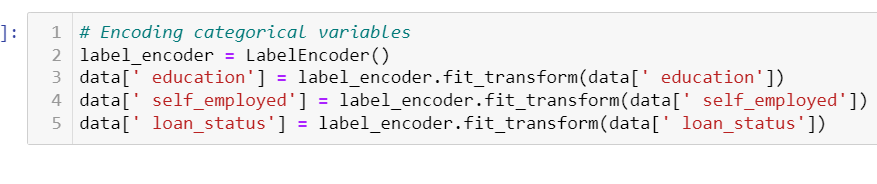 ]:
1 # Encoding categorical variables
2 label_encoder = LabelEncoder()
3 data[' education'] = label_encoder.fit_transform(data[' education'])
4 data[' self_employed'] = label_encoder.fit_transform(data[' self_employed'])
5 data[' loan_status'] = label_encoder.fit_transform(data[' loan_status'])